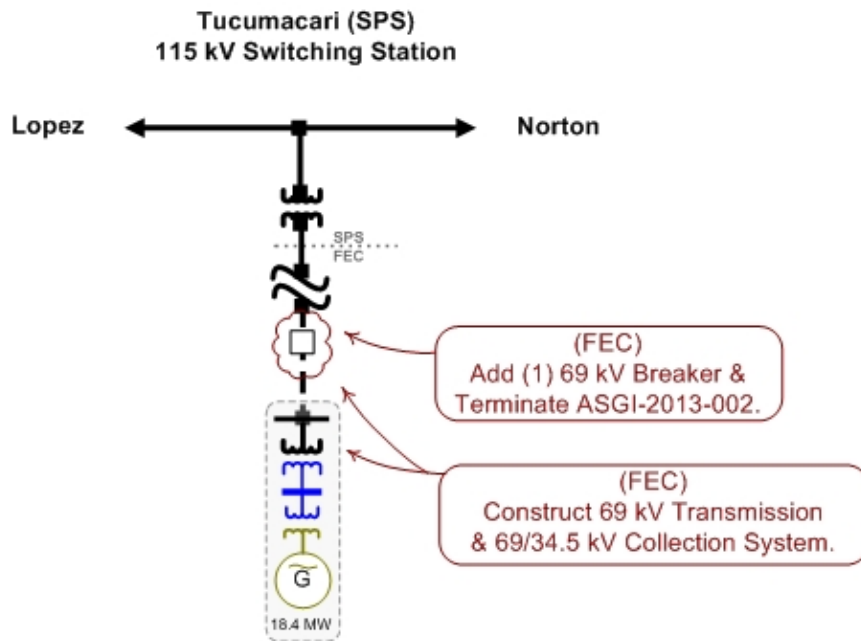 Tucumacari (SPS)
115 kV Switching Station
Lopez
Norton
SPS
FEC
(FEC)
Add (1) 69 kV Breaker &
Terminate ASGI-2013-002.
(FEC)
Construct 69 kV Transmission
& 69/34.5 kV Collection System.
G
18.4 MW